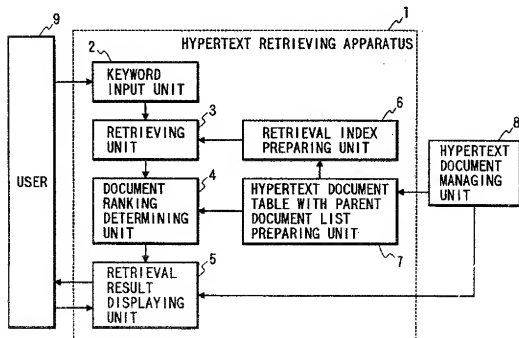 9
1
HYPERTEXT RETRIEVING APPARATUS
2
KEYWORD
INPUT UNIT
3
RETRIEVING
UNIT
6
RETRIEVAL INDEX
PREPARING UNIT
8
HYPERTEXT
DOCUMENT
MANAGING
UNIT
USER
4
DOCUMENT
RANKING
DETERMINING
UNIT
HYPERTEXT DOCUMENT
TABLE WITH PARENT
DOCUMENT LIST
PREPARING UNIT
7
5
RETRIEVAL
RESULT
DISPLAYING
UNIT